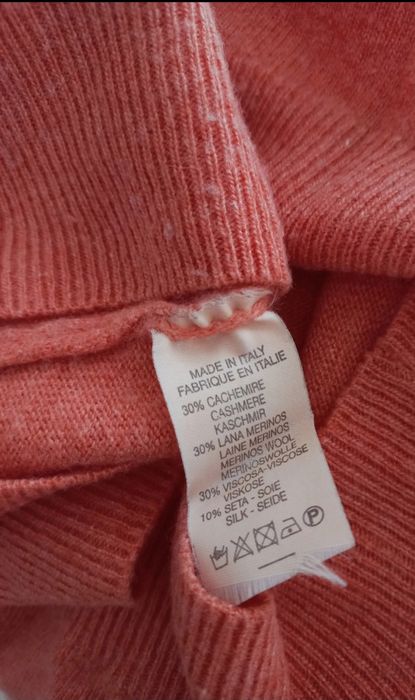 MADE IN ITALY
FABRIQUE EN ITALIE
30% CACHEMIRE
CASHMERE
KASCHMIR
30% LANA MERINOS
LAINE MERINOS
MERINOS WOOL
MERINOSWOLLE
30% VISCOSA-VISCOSE
VISKOSE
10% SETA - SOIE
SILK - SEIDE
P